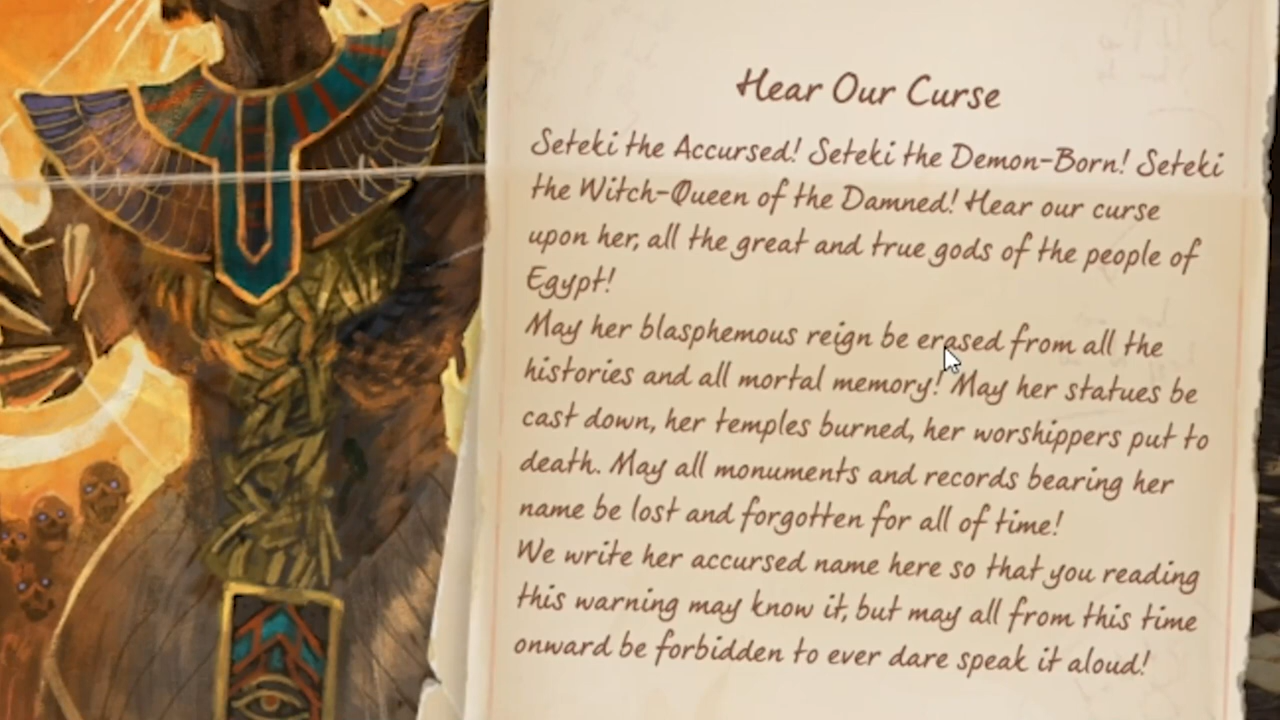 Hear Our Curse
Seteki the Accursed! Seteki the Demon-Born! Seteki
the Witch-Queen of the Damned! Hear our curse
upon her, all the great and true gods of the people of
Egypt!
May her blasphemous reign be erased from all the
histories and all mortal memory! May her statues be
cast down, her temples burned, her worshippers put to
death. May all monuments and records bearing her
name be lost and forgotten for all of time!
We write her accursed name here so that you reading
this warning may know it, but may all from this time
onward be forbidden to ever dare speak it aloud!